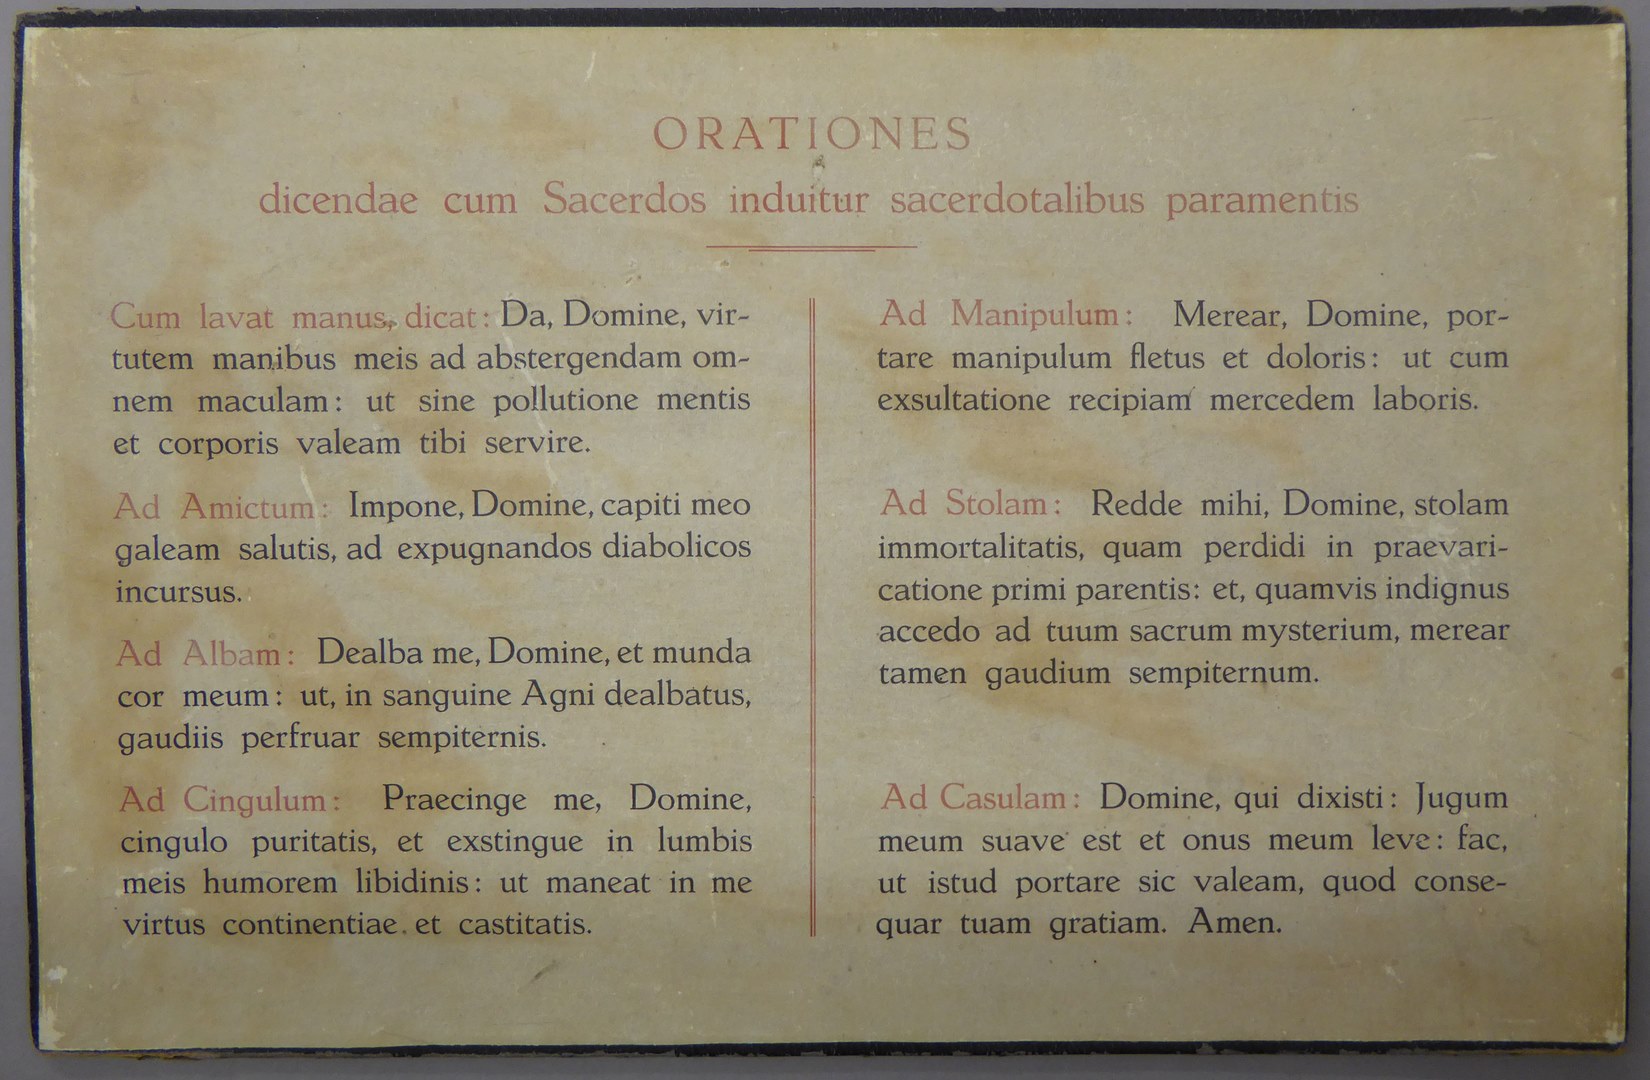 ORATIONES
dicendae cum Sacerdos induitur sacerdotalibus paramentis
Cum lavat manus, dicat: Da, Domine, vir-
tutem manibus meis ad abstergendam om-
nem maculam: ut sine pollutione mentis
et corporis valeam tibi servire.
Ad Amictum: Impone, Domine, capiti meo
galeam salutis, ad expugnandos diabolicos
incursus.
Ad Albam: Dealba me, Domine, et munda
cor meum: ut, in sanguine Agni dealbatus,
gaudiis perfruar sempiternis.
Ad Cingulum: Praecinge me, Domine,
cingulo puritatis, et exstingue in lumbis
meis humorem libidinis: ut maneat in me
virtus continentiae et castitatis.
Ad Manipulum: Merear, Domine, por-
tare manipulum fletus et doloris: ut cum
exsultatione recipiam mercedem laboris.
Ad Stolam: Redde mihi, Domine, stolam
immortalitatis, quam perdidi in praevari-
catione primi parentis: et, quamvis indignus
accedo ad tuum sacrum mysterium, merear
tamen gaudium sempiternum.
Ad Casulam: Domine, qui dixisti: Jugum
meum suave est et onus meum leve: fac,
ut istud portare sic valeam, quod conse-
quar tuam gratiam. Amen.